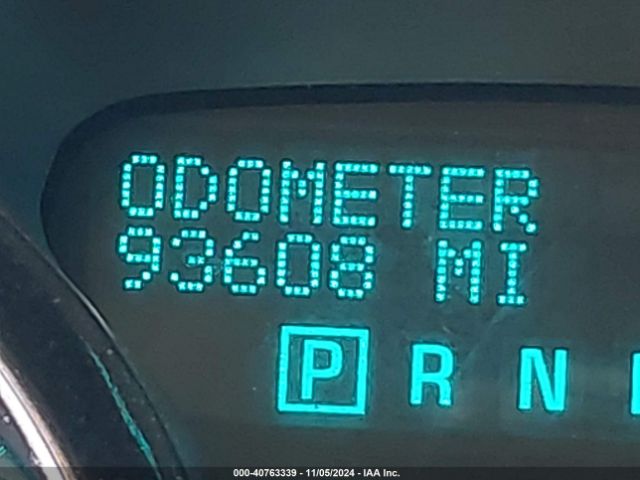 ODOMETER
93608 MI
P R N
000-40763339 - 11/05/2024 - IAA Inc.